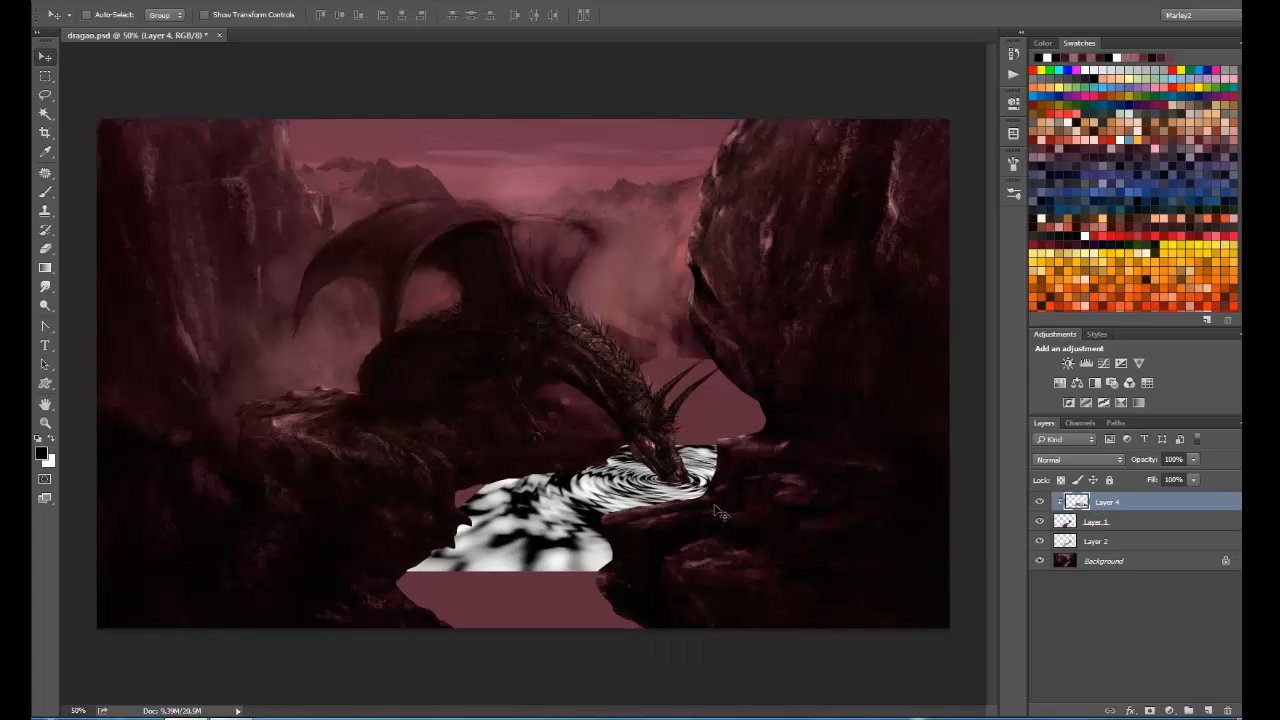 Auto-Select:
Group
Show Transform Controls
Marley2
dragao.psd @ 50% (Layer 4, RGB/8) *
Color
Swatches
Adjustments
Styles
Add an adjustment
Layers
Channels
Paths
Kind
Normal
Opacity:
100%
Lock:
Fill:
100%
Layer 4
Layer 1
Layer 2
Background
50%
Doc: 9,39M/20,5M